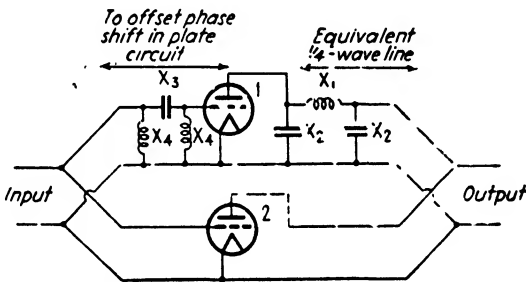 To offset phase
shift in plate
circuit
Equivalent
1/4-wave line
X3
1
X1
X4
X4
X2
X2
Input
2
Output